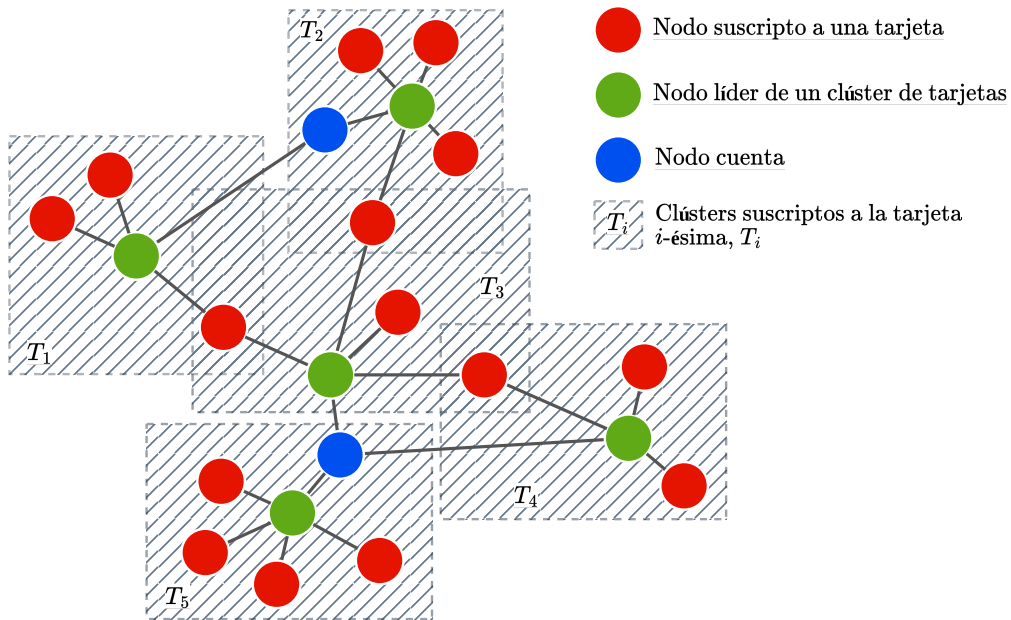 T₂
Nodo suscripto a una tarjeta
Nodo líder de un clúster de tarjetas
Nodo cuenta
Tᵢ
Clústers suscriptos a la tarjeta
i-ésima, Tᵢ
T₃
T₁
T₄
T₅